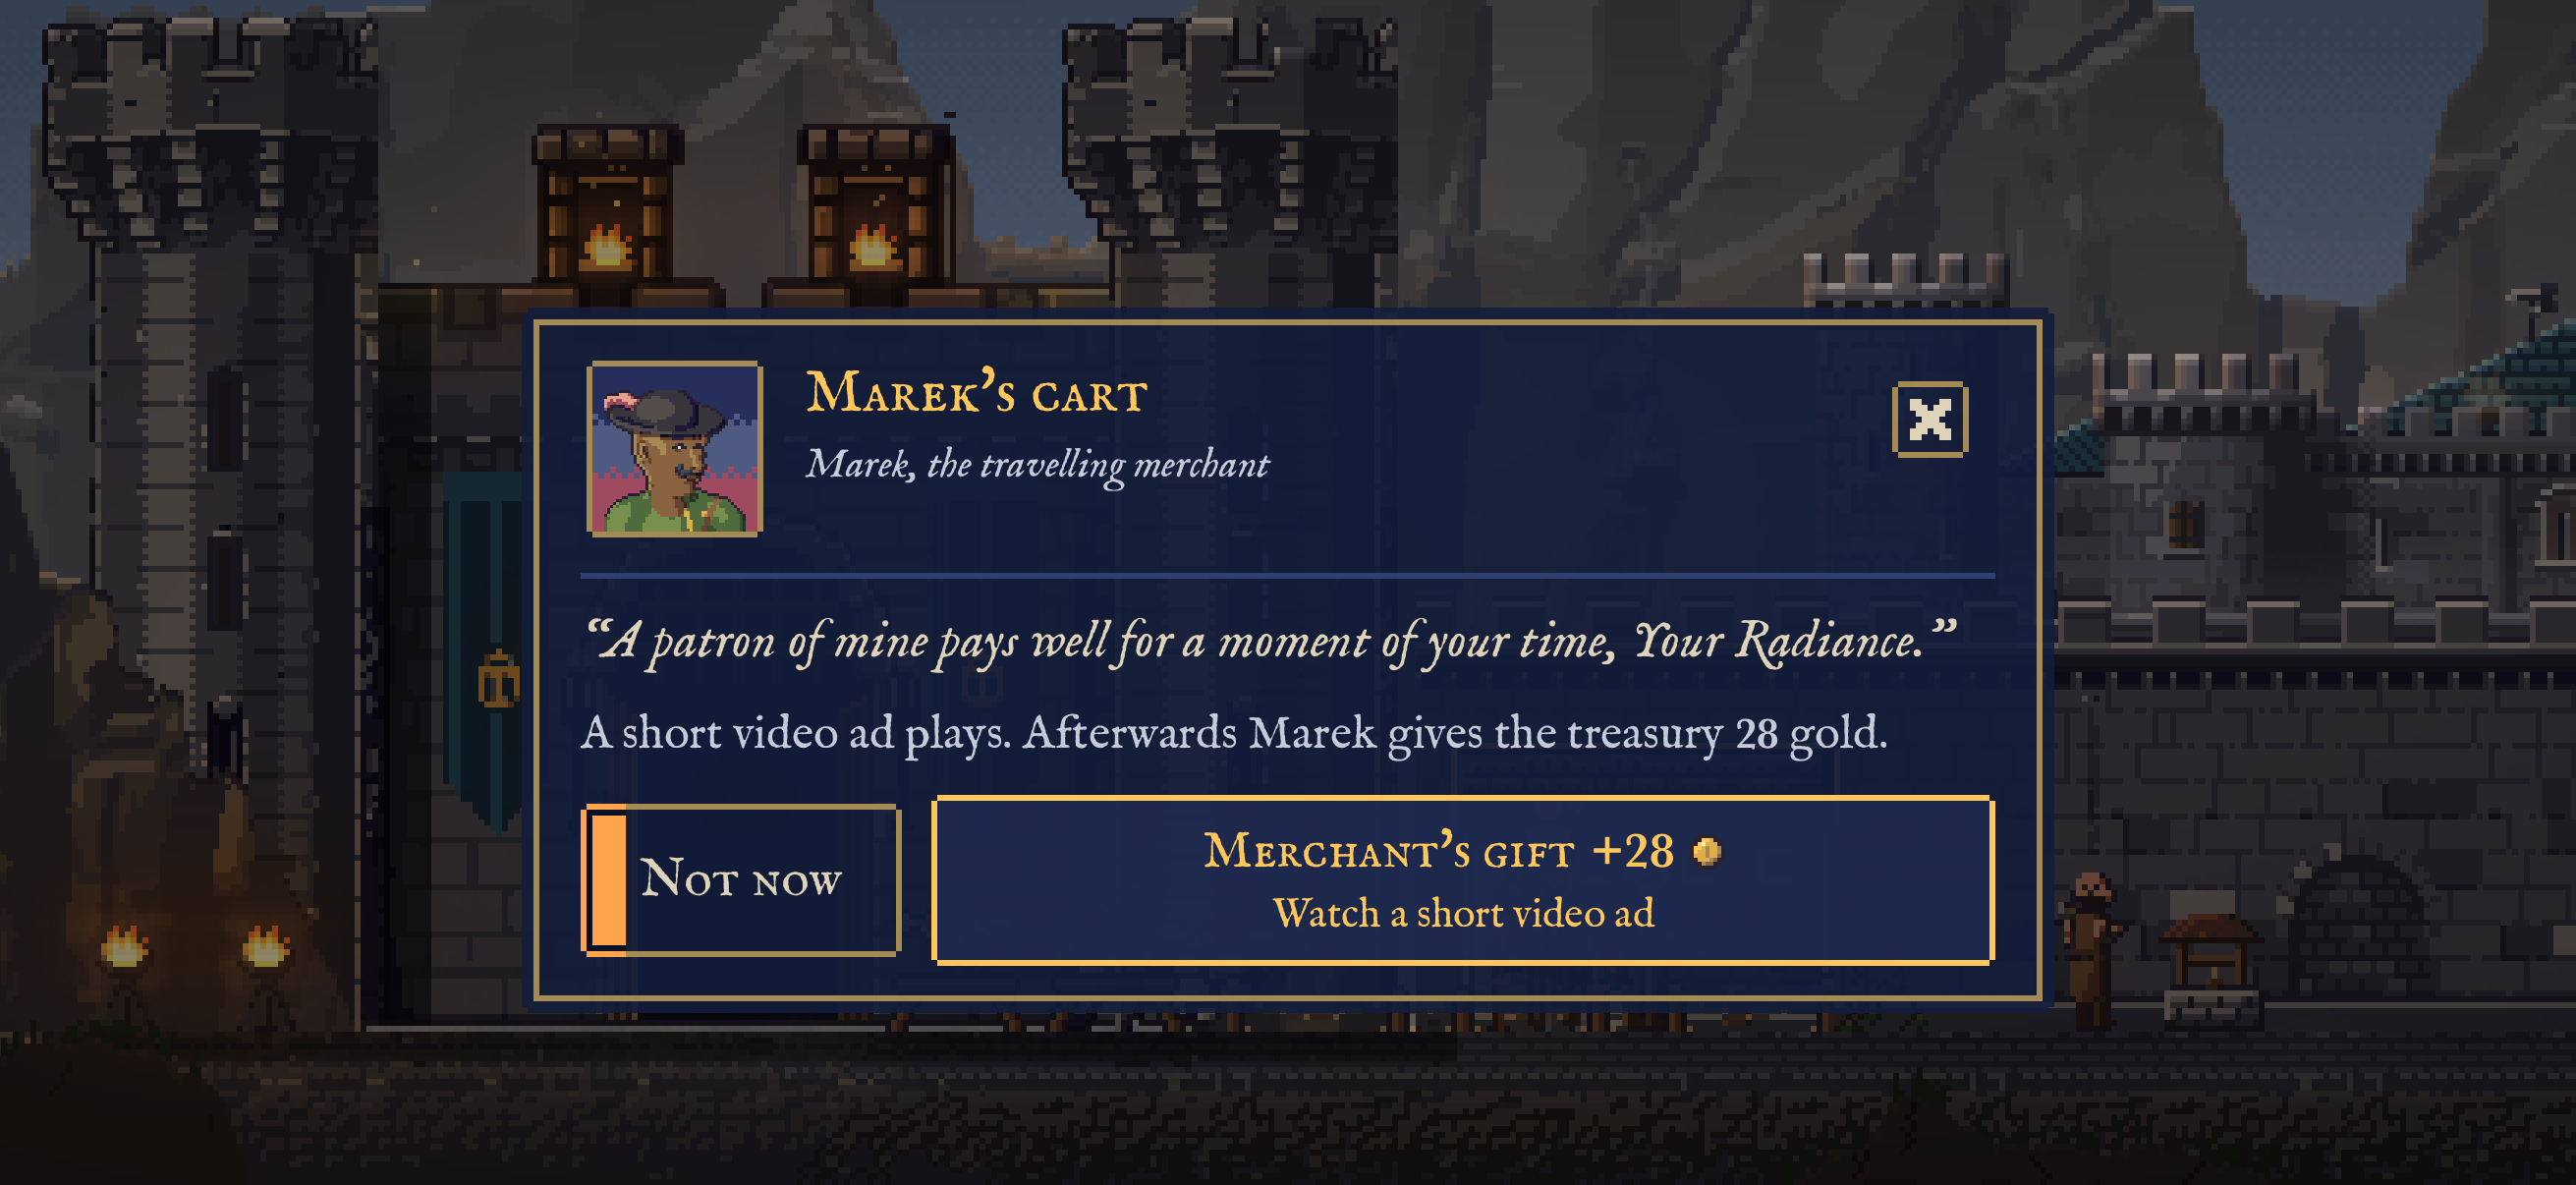 Marek’s cart
Marek, the travelling merchant
“A patron of mine pays well for a moment of your time, Your Radiance.”
A short video ad plays. Afterwards Marek gives the treasury 28 gold.
Not now
Merchant’s gift +28
Watch a short video ad